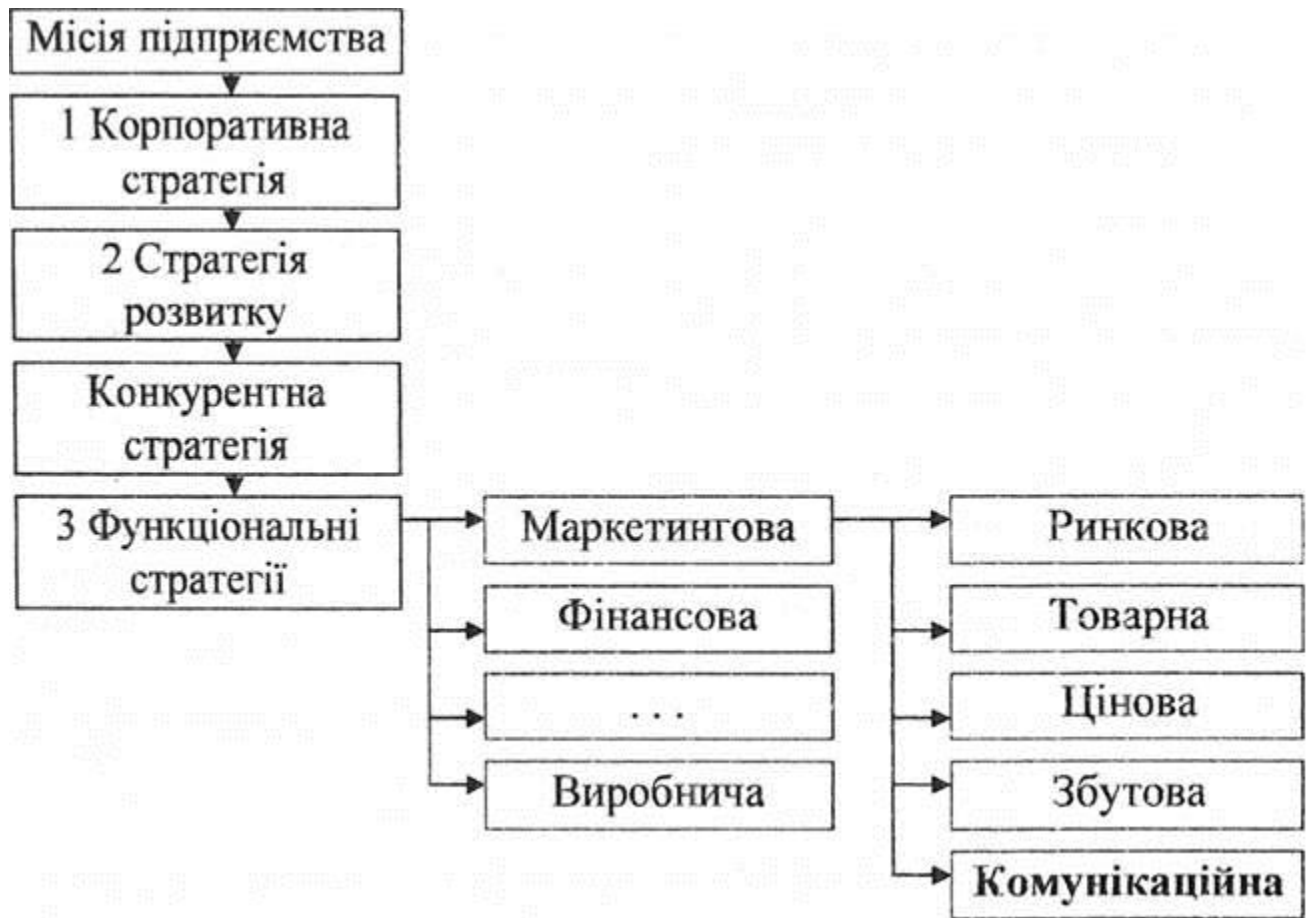 Місія підприємства
1 Корпоративна
стратегія
2 Стратегія
розвитку
Конкурентна
стратегія
3 Функціональні
стратегії
Маркетингова
Фінансова
. . .
Виробнича
Ринкова
Товарна
Цінова
Збутова
Комунікаційна